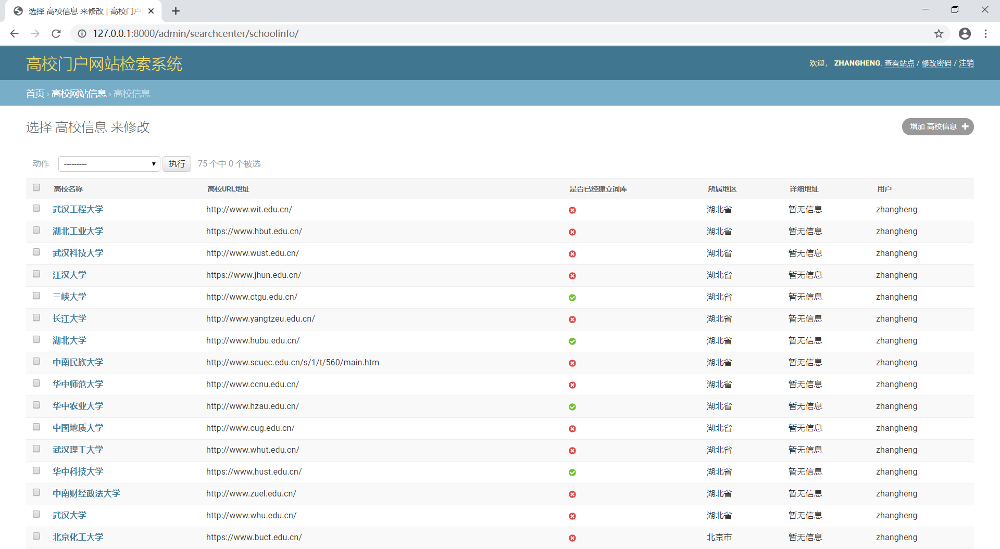 选择 高校信息 来修改 | 高校门户
127.0.0.1:8000/admin/searchcenter/schoolinfo/
高校门户网站检索系统
欢迎， ZHANGHENG. 查看站点 / 修改密码 / 注销
首页 › 高校网站信息 › 高校信息
选择 高校信息 来修改
增加 高校信息
动作 --------- 执行 75 个中 0 个被选
高校名称 高校URL地址 是否已经建立词库 所属地区 详细地址 用户
武汉工程大学 http://www.wit.edu.cn/ 湖北省 暂无信息 zhangheng
湖北工业大学 https://www.hbut.edu.cn/ 湖北省 暂无信息 zhangheng
武汉科技大学 http://www.wust.edu.cn/ 湖北省 暂无信息 zhangheng
江汉大学 https://www.jhun.edu.cn/ 湖北省 暂无信息 zhangheng
三峡大学 http://www.ctgu.edu.cn/ 湖北省 暂无信息 zhangheng
长江大学 http://www.yangtzeu.edu.cn/ 湖北省 暂无信息 zhangheng
湖北大学 http://www.hubu.edu.cn/ 湖北省 暂无信息 zhangheng
中南民族大学 http://www.scuec.edu.cn/s/1/t/560/main.htm 湖北省 暂无信息 zhangheng
华中师范大学 http://www.ccnu.edu.cn/ 湖北省 暂无信息 zhangheng
华中农业大学 http://www.hzau.edu.cn/ 湖北省 暂无信息 zhangheng
中国地质大学 http://www.cug.edu.cn/ 湖北省 暂无信息 zhangheng
武汉理工大学 http://www.whut.edu.cn/ 湖北省 暂无信息 zhangheng
华中科技大学 https://www.hust.edu.cn/ 湖北省 暂无信息 zhangheng
中南财经政法大学 http://www.zuel.edu.cn/ 湖北省 暂无信息 zhangheng
武汉大学 http://www.whu.edu.cn/ 湖北省 暂无信息 zhangheng
北京化工大学 https://www.buct.edu.cn/ 北京市 暂无信息 zhangheng